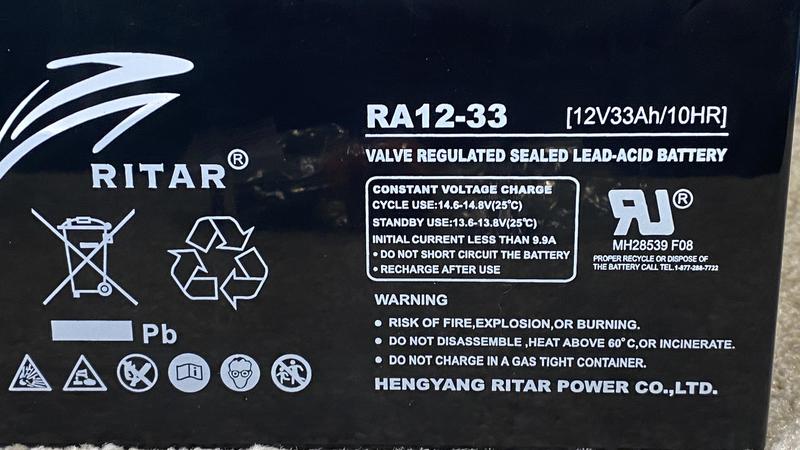 RITAR®
Pb
RA12-33 [12V33Ah/10HR]
VALVE REGULATED SEALED LEAD-ACID BATTERY
CONSTANT VOLTAGE CHARGE
CYCLE USE:14.6-14.8V(25℃)
STANDBY USE:13.6-13.8V(25℃)
INITIAL CURRENT LESS THAN 9.9A
• DO NOT SHORT CIRCUIT THE BATTERY
• RECHARGE AFTER USE
RU®
MH28539 F08
PROPER RECYCLE OR DISPOSE OF
THE BATTERY CALL TEL.1-877-288-7722
WARNING
• RISK OF FIRE,EXPLOSION,OR BURNING.
• DO NOT DISASSEMBLE ,HEAT ABOVE 60°C,OR INCINERATE.
• DO NOT CHARGE IN A GAS TIGHT CONTAINER.
HENGYANG RITAR POWER CO.,LTD.